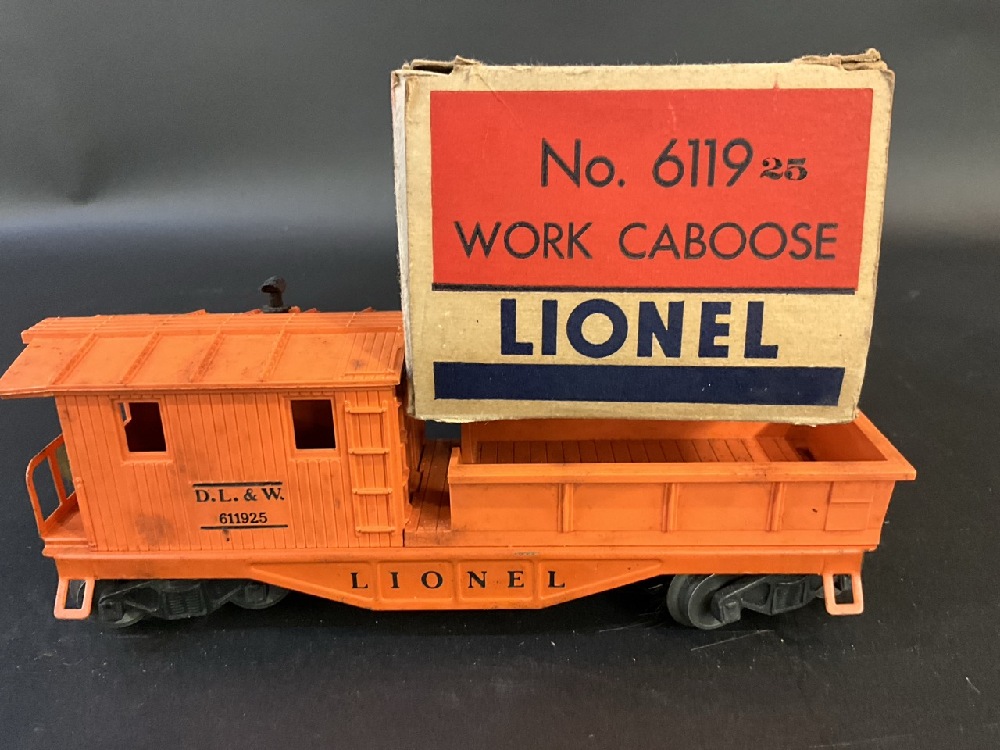 No. 6119 25
WORK CABOOSE
LIONEL
D.L. & W.
611925
LIONEL